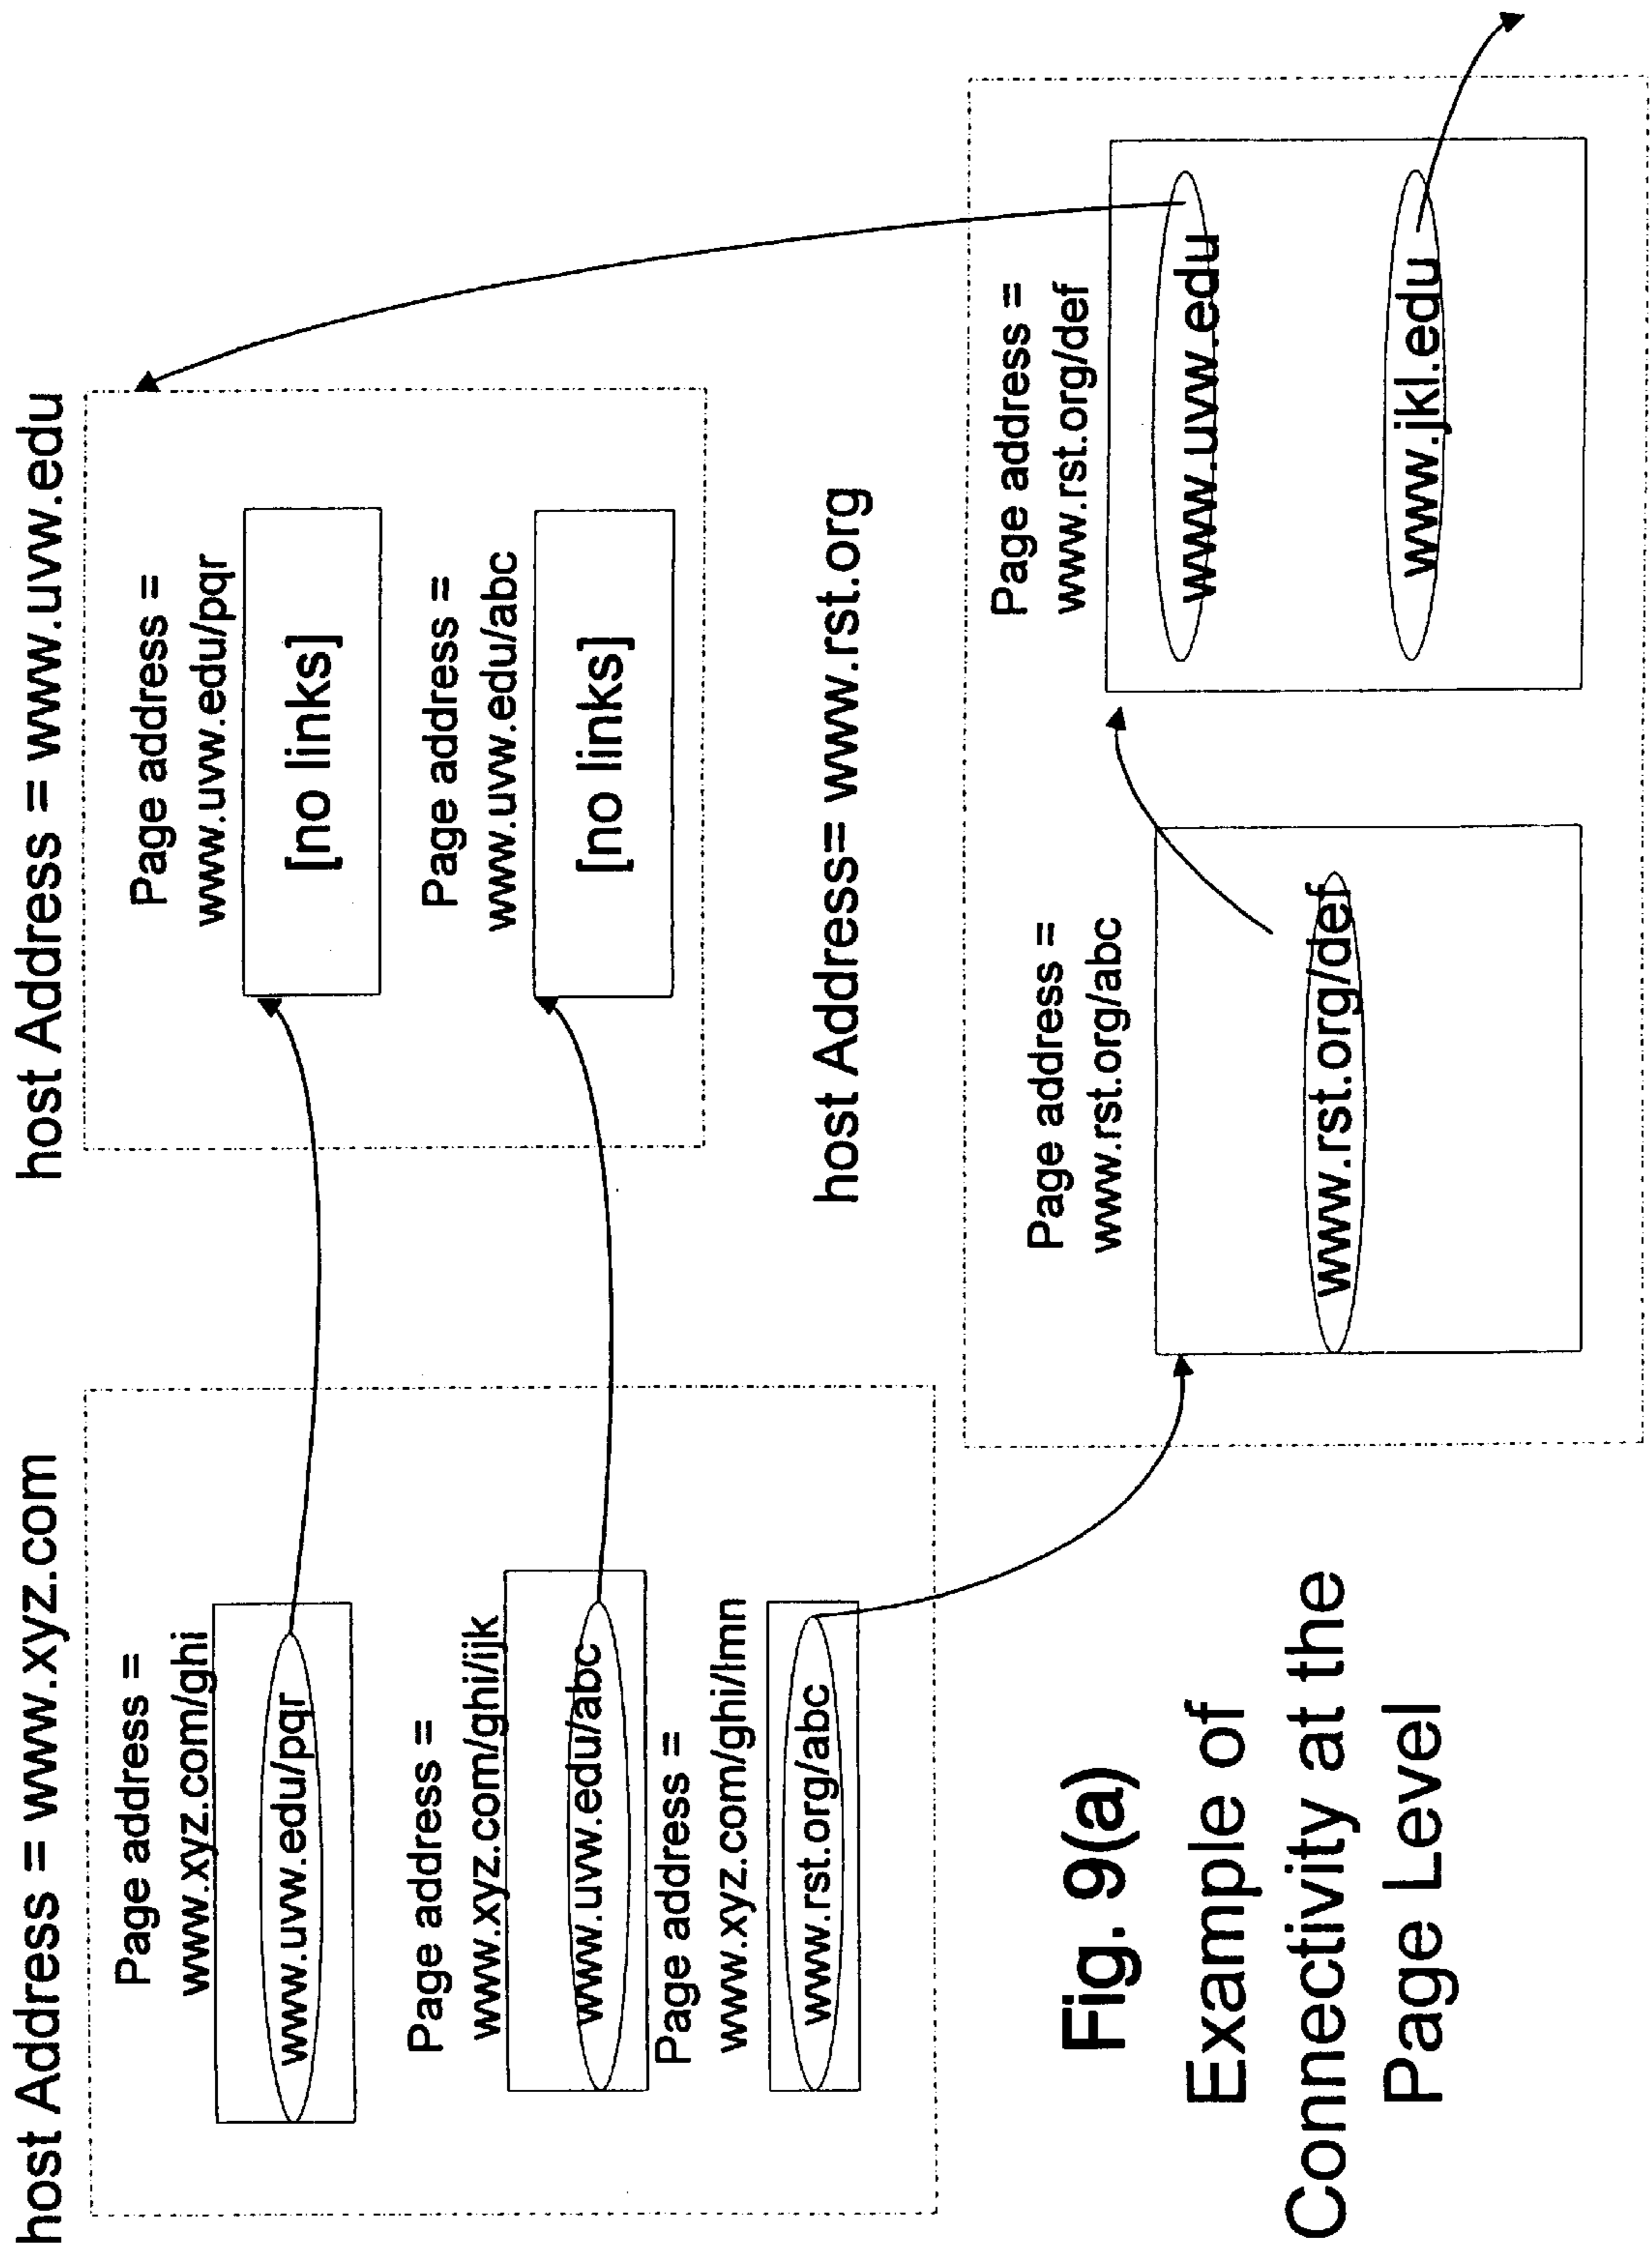 host Address = www.xyz.com
Page address =
www.xyz.com/ghi
www.uvw.edu/pqr
Page address =
www.xyz.com/ghi/ijk
www.uvw.edu/abc
Page address =
www.xyz.com/ghi/lmn
www.rst.org/abc
host Address = www.uvw.edu
Page address =
www.uvw.edu/pqr
[no links]
Page address =
www.uvw.edu/abc
[no links]
host Address= www.rst.org
Page address =
www.rst.org/abc
www.rst.org/def
Page address =
www.rst.org/def
www.uvw.edu
www.jkl.edu
Fig. 9(a)
Example of
Connectivity at the
Page Level